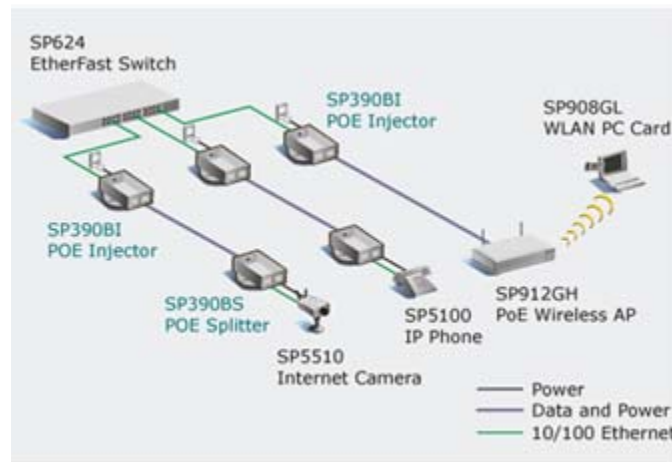 SP624
EtherFast Switch
SP390BI
POE Injector
SP908GL
WLAN PC Card
SP390BI
POE Injector
SP390BS
POE Splitter
SP5510
Internet Camera
SP5100
IP Phone
SP912GH
PoE Wireless AP
Power
Data and Power
10/100 Ethernet